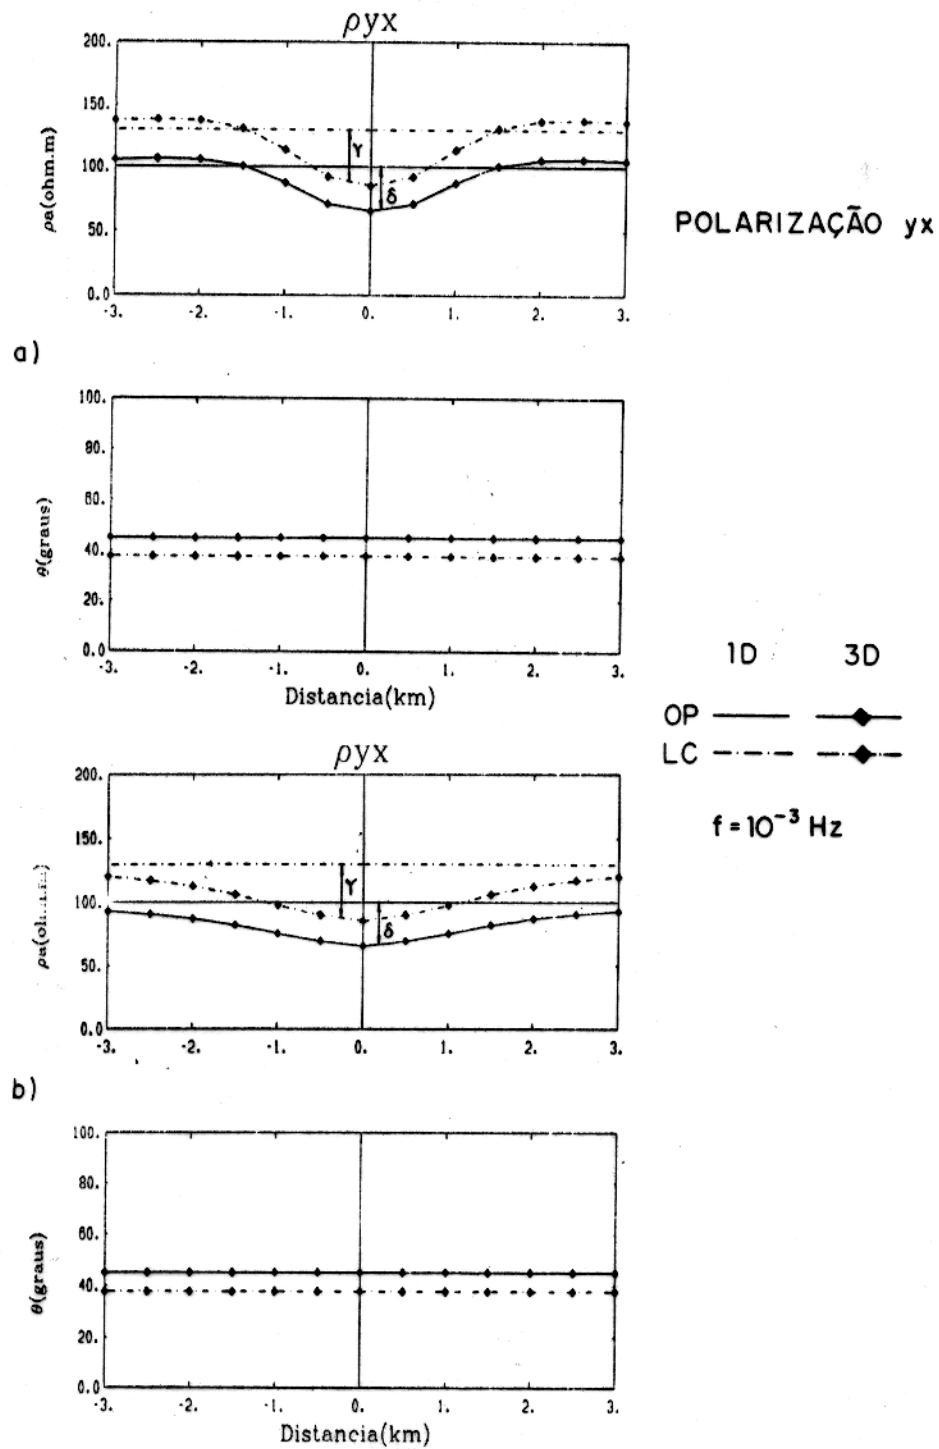 ρyx
200.
150.
100.
50.
0.0
ρa(ohm.m)
γ
δ
-3.
-2.
-1.
0.
1.
2.
3.
POLARIZAÇÃO yx
a)
100.
80.
60.
40.
20.
0.0
θ(graus)
-3.
-2.
-1.
0.
1.
2.
3.
Distancia(km)
1D 3D
OP
LC
f = 10⁻³ Hz
ρyx
200.
150.
100.
50.
0.0
γ
δ
-3.
-2.
-1.
0.
1.
2.
3.
b)
100.
80.
60.
40.
20.
0.0
θ(graus)
-3.
-2.
-1.
0.
1.
2.
3.
Distancia(km)